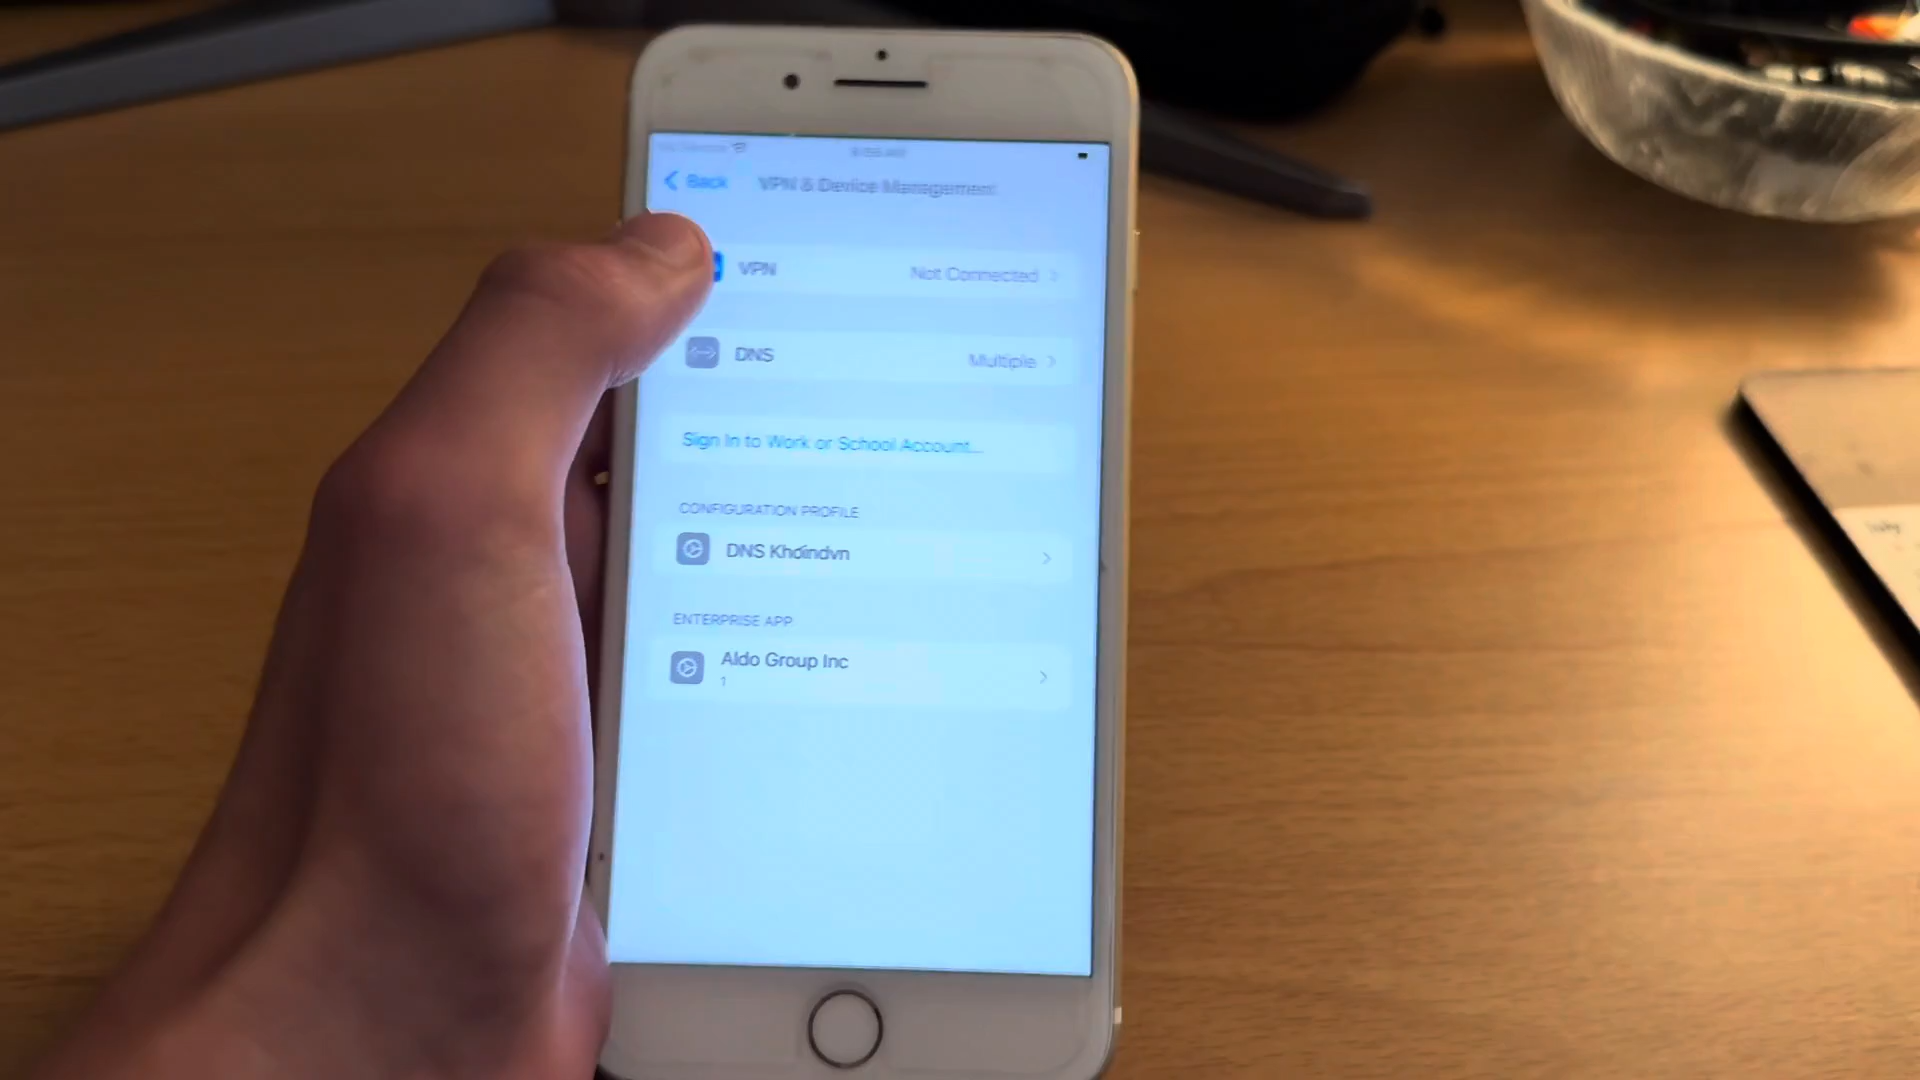 Back
VPN & Device Management
VPN
Not Connected
DNS
Multiple
Sign In to Work or School Account...
CONFIGURATION PROFILE
DNS Khoindvn
ENTERPRISE APP
Aldo Group Inc
1